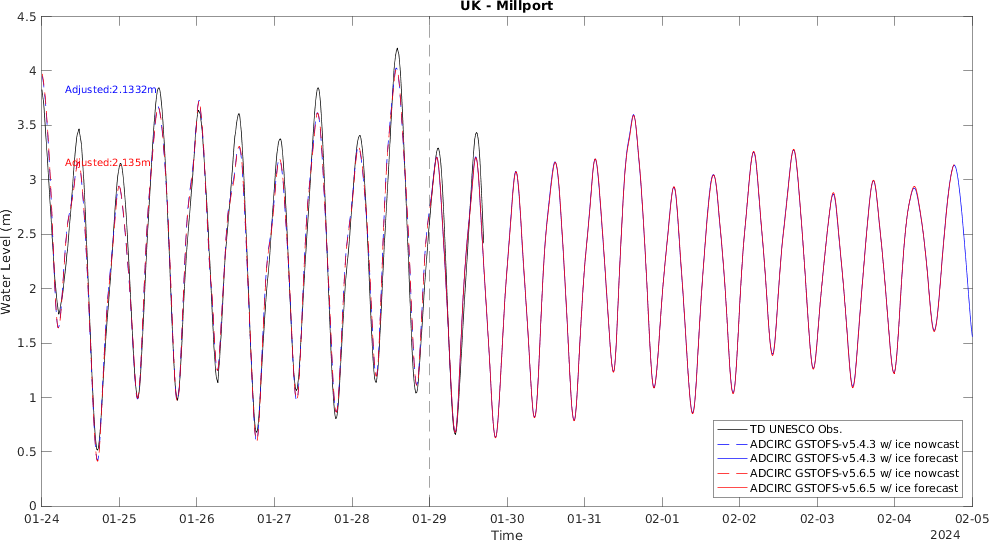 UK - Millport
4.5
4
3.5
3
2.5
2
1.5
1
0.5
0
Water Level (m)
Adjusted:2.1332m
Adjusted:2.135m
TD UNESCO Obs.
ADCIRC GSTOFS-v5.4.3 w/ ice nowcast
ADCIRC GSTOFS-v5.4.3 w/ ice forecast
ADCIRC GSTOFS-v5.6.5 w/ ice nowcast
ADCIRC GSTOFS-v5.6.5 w/ ice forecast
01-24 01-25 01-26 01-27 01-28 01-29 01-30 01-31 02-01 02-02 02-03 02-04 02-05
Time
2024